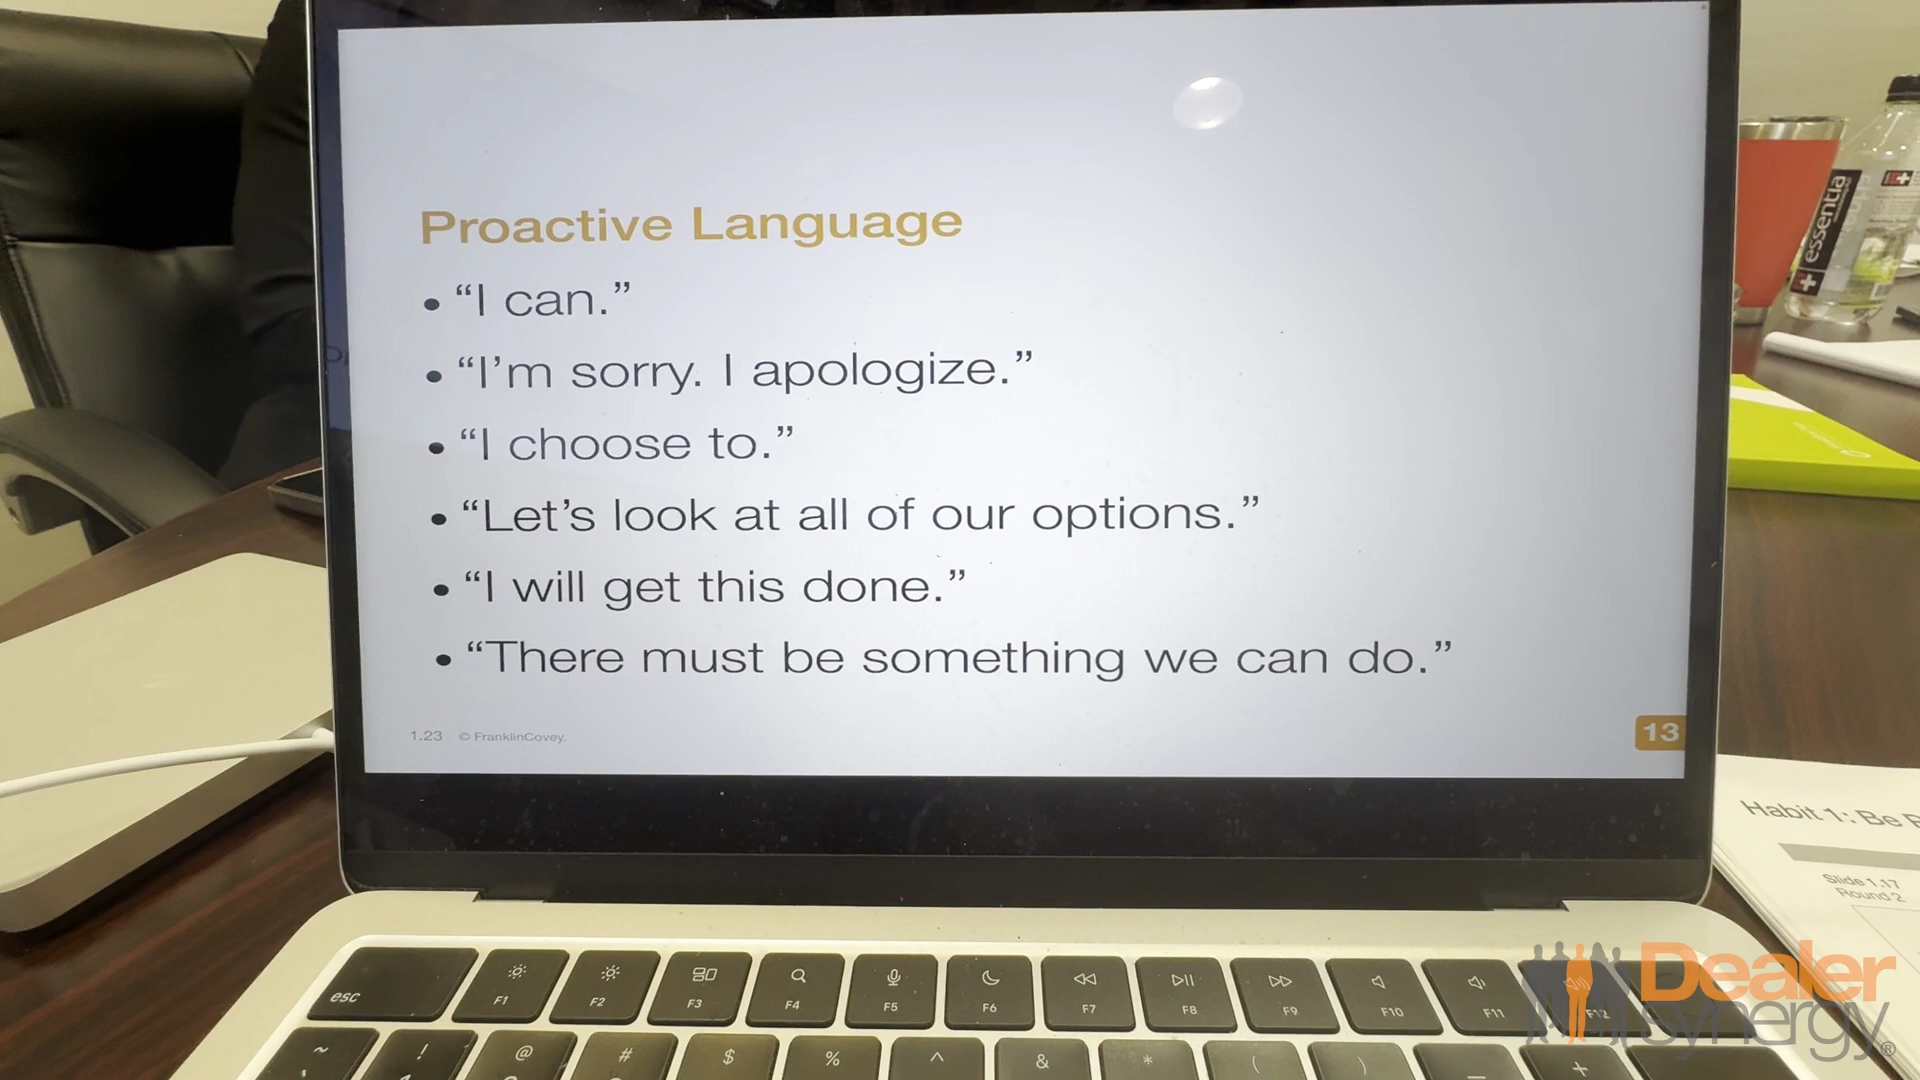 Proactive Language
• “I can.”
• “I’m sorry. I apologize.”
• “I choose to.”
• “Let’s look at all of our options.”
• “I will get this done.”
• “There must be something we can do.”
1.23 © FranklinCovey.
13
essentia
Habit 1: Be
Slide 1.17
Round 2
esc F1 F2 F3 F4 F5 F6 F7 F8 F9 F10 F11 F12
~ ! @ # $ % ^ & * ( ) _ +
Dealer
synergy®